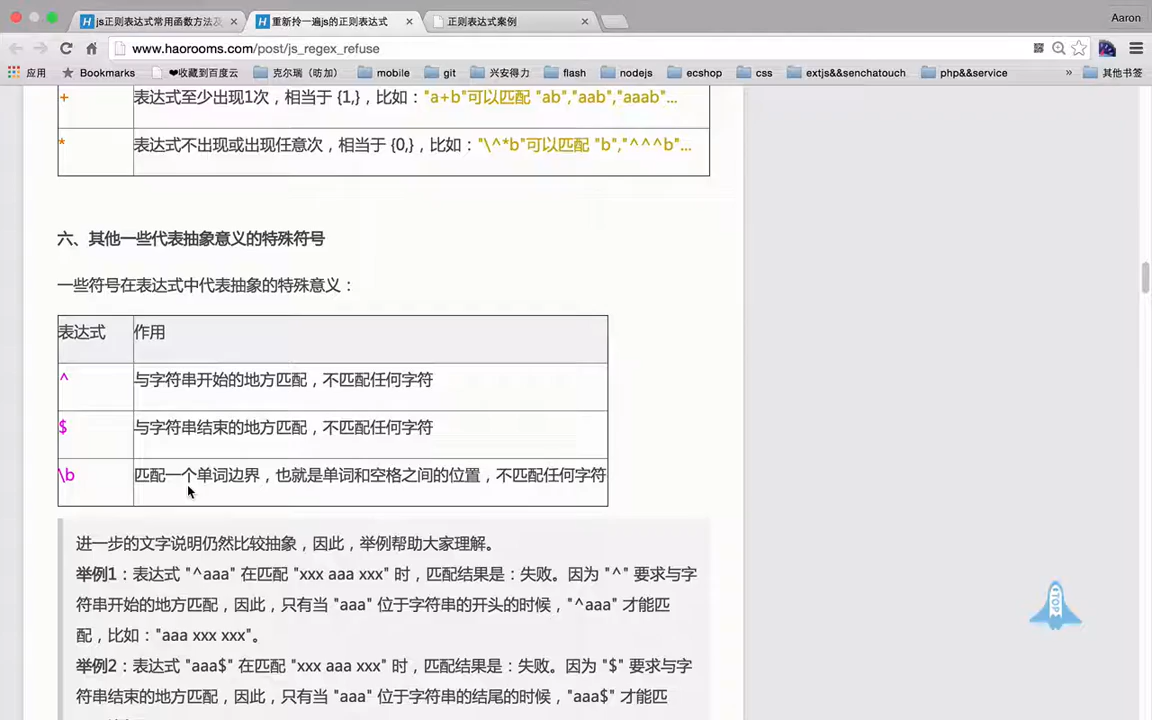 js正则表达式常用函数方法及
重新拎一遍js的正则表达式
正则表达式案例
Aaron
www.haorooms.com/post/js_regex_refuse
应用
Bookmarks
❤收藏到百度云
克尔瑞（昉加）
mobile
git
兴安得力
flash
nodejs
ecshop
css
extjs&&senchatouch
php&&service
»
其他书签
+ 表达式至少出现1次，相当于 {1,}，比如："a+b"可以匹配 "ab","aab","aaab"...
* 表达式不出现或出现任意次，相当于 {0,}，比如："\^*b"可以匹配 "b","^^^b"...
六、其他一些代表抽象意义的特殊符号
一些符号在表达式中代表抽象的特殊意义：
表达式 作用
^ 与字符串开始的地方匹配，不匹配任何字符
$ 与字符串结束的地方匹配，不匹配任何字符
\b 匹配一个单词边界，也就是单词和空格之间的位置，不匹配任何字符
进一步的文字说明仍然比较抽象，因此，举例帮助大家理解。
举例1：表达式 "^aaa" 在匹配 "xxx aaa xxx" 时，匹配结果是：失败。因为 "^" 要求与字
符串开始的地方匹配，因此，只有当 "aaa" 位于字符串的开头的时候，"^aaa" 才能匹
配，比如："aaa xxx xxx"。
举例2：表达式 "aaa$" 在匹配 "xxx aaa xxx" 时，匹配结果是：失败。因为 "$" 要求与字
符串结束的地方匹配，因此，只有当 "aaa" 位于字符串的结尾的时候，"aaa$" 才能匹
TOP